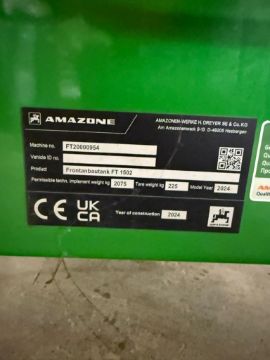 AMAZONE
AMAZONEN-WERKE H. DREYER SE & Co. KG
Am Amazonenwerk 9-13 D-49205 Hasbergen
Machine no. FT20000954
Vehicle ID no.
Product Frontanbautank FT 1502
Permissible techn. implement weight kg 2075 Tare weight kg 225 Model Year 2024
CE UK CA
Year of construction 2024